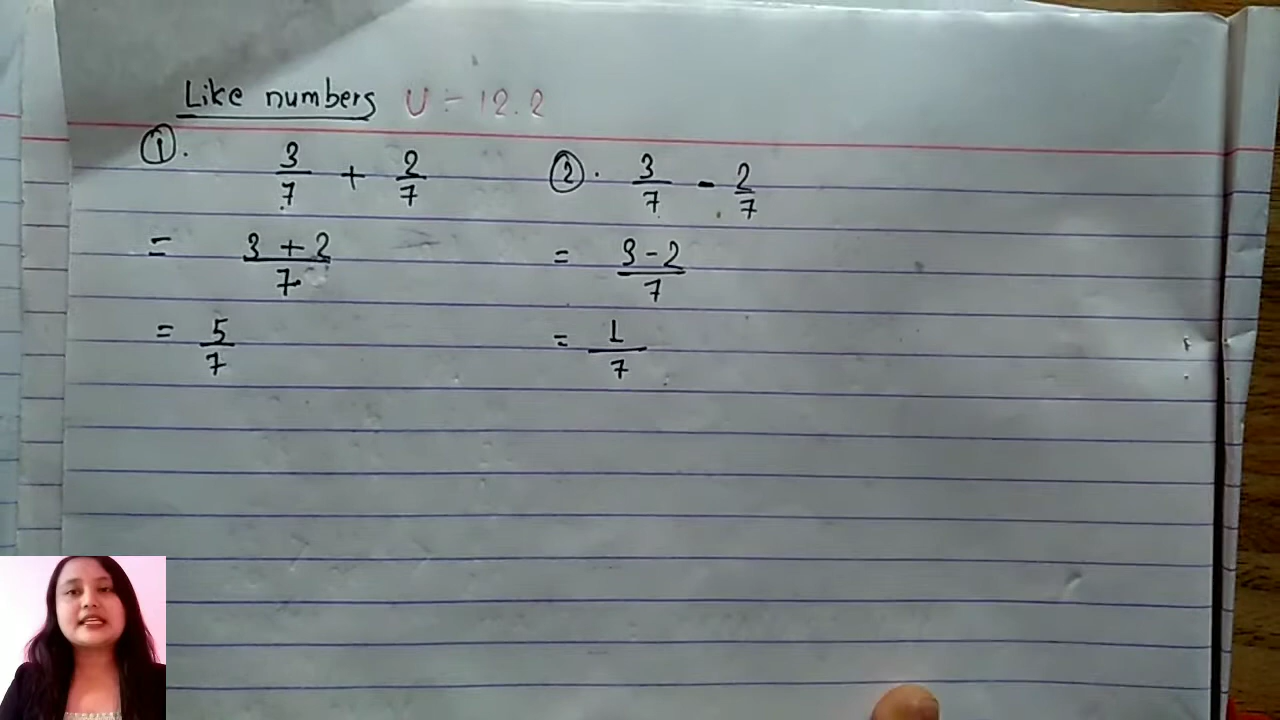 Like numbers U - 12.2
①. 3/7 + 2/7
= 3 + 2/7
= 5/7
②. 3/7 - 2/7
= 3 - 2/7
= 1/7